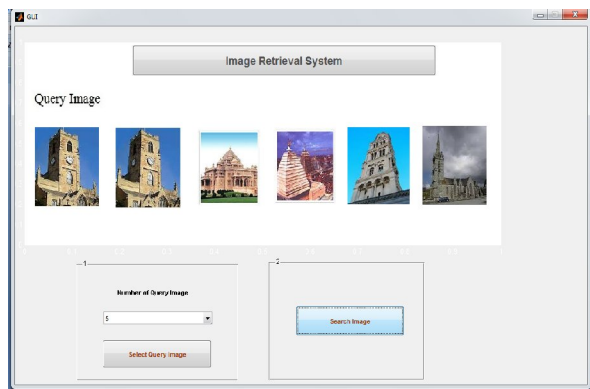 GUI
Image Retrieval System
Query Image
1
Number of Query Image
5
Select Query Image
2
Search Image